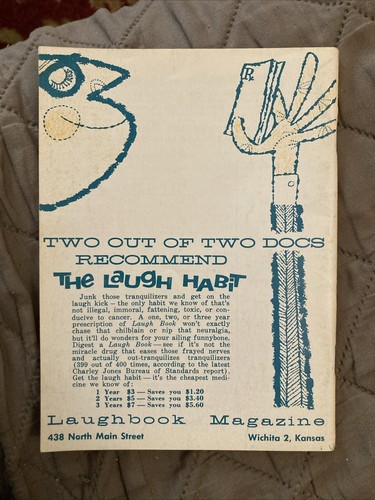 ℞
TWO OUT OF TWO DOCS
RECOMMEND
THE LAUGH HABIT
Junk those tranquilizers and get on the
laugh kick — the only habit we know of that's
not illegal, immoral, fattening, toxic, or con-
ducive to cancer. A one, two, or three year
prescription of Laugh Book won't exactly
chase that chilblain or nip that neuralgia,
but it'll do wonders for your ailing funnybone.
Digest a Laugh Book — see if it's not the
miracle drug that eases those frayed nerves
and actually out-tranquilizes tranquilizers
(399 out of 400 times, according to the latest
Charley Jones Bureau of Standards report).
Get the laugh habit — it's the cheapest medi-
cine we know of:
1 Year $3 — Saves you $1.20
2 Years $5 — Saves you $3.40
3 Years $7 — Saves you $5.60
Laughbook Magazine
438 North Main Street Wichita 2, Kansas